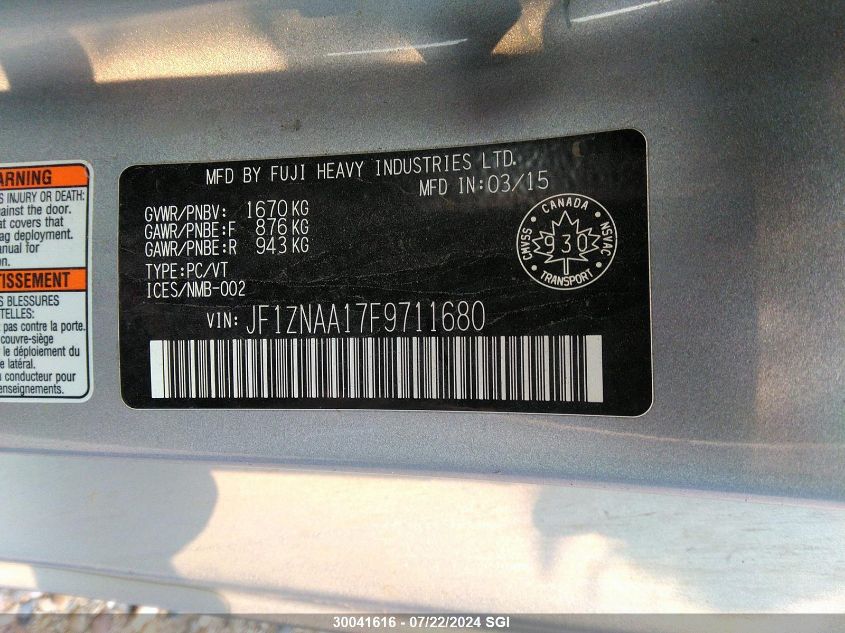 ARNING
INJURY OR DEATH:
ainst the door.
at covers that
ag deployment.
anual for
n.
TISSEMENT
BLESSURES
TELLES:
contre la porte.
couvre-siège
le déploiement du
latéral.
conducteur pour
enseignements.
MFD BY FUJI HEAVY INDUSTRIES LTD.
MFD IN:03/15
GVWR/PNBV: 1670 KG
GAWR/PNBE:F 876 KG
GAWR/PNBE:R 943 KG
TYPE:PC/VT
ICES/NMB-002
VIN: JF1ZNAA17F9711680
CANADA
CMVSS 930 NSVAC
TRANSPORT
30041616 - 07/22/2024 SGI